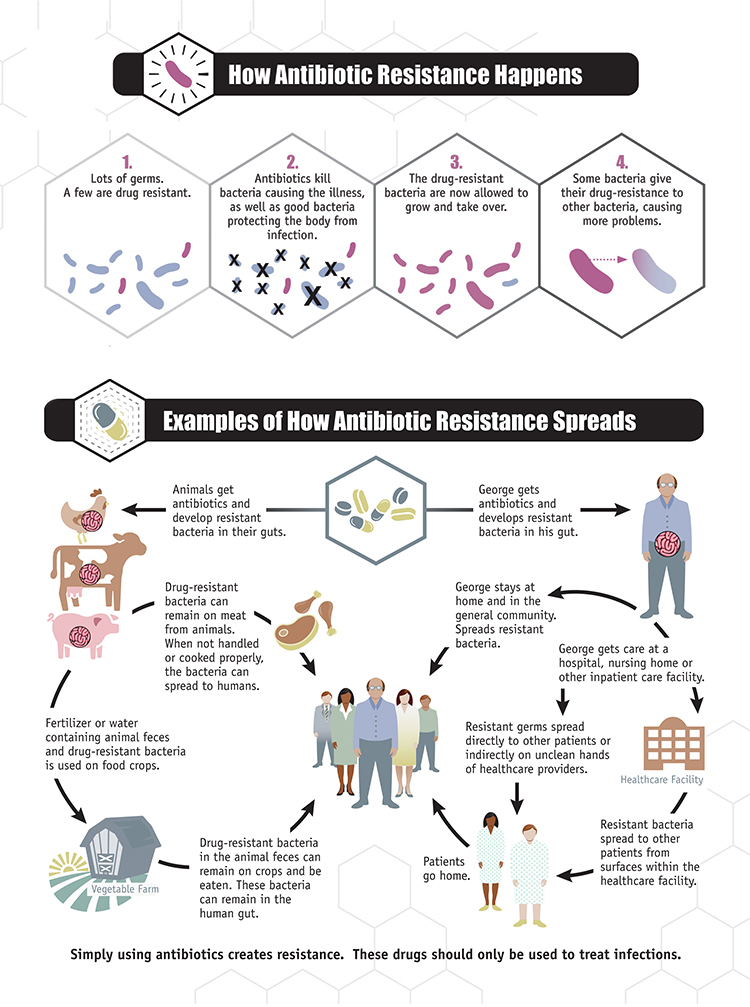 How Antibiotic Resistance Happens
1.
Lots of germs.
A few are drug resistant.
2.
Antibiotics kill
bacteria causing the illness,
as well as good bacteria
protecting the body from
infection.
3.
The drug-resistant
bacteria are now allowed to
grow and take over.
4.
Some bacteria give
their drug-resistance to
other bacteria, causing
more problems.
Examples of How Antibiotic Resistance Spreads
Animals get
antibiotics and
develop resistant
bacteria in their guts.
George gets
antibiotics and
develops resistant
bacteria in his gut.
Drug-resistant
bacteria can
remain on meat
from animals.
When not handled
or cooked properly,
the bacteria can
spread to humans.
George stays at
home and in the
general community.
Spreads resistant
bacteria.
George gets care at a
hospital, nursing home or
other inpatient care facility.
Fertilizer or water
containing animal feces
and drug-resistant bacteria
is used on food crops.
Resistant germs spread
directly to other patients or
indirectly on unclean hands
of healthcare providers.
Healthcare Facility
Vegetable Farm
Drug-resistant bacteria
in the animal feces can
remain on crops and be
eaten. These bacteria
can remain in the
human gut.
Patients
go home.
Resistant bacteria
spread to other
patients from
surfaces within the
healthcare facility.
Simply using antibiotics creates resistance. These drugs should only be used to treat infections.